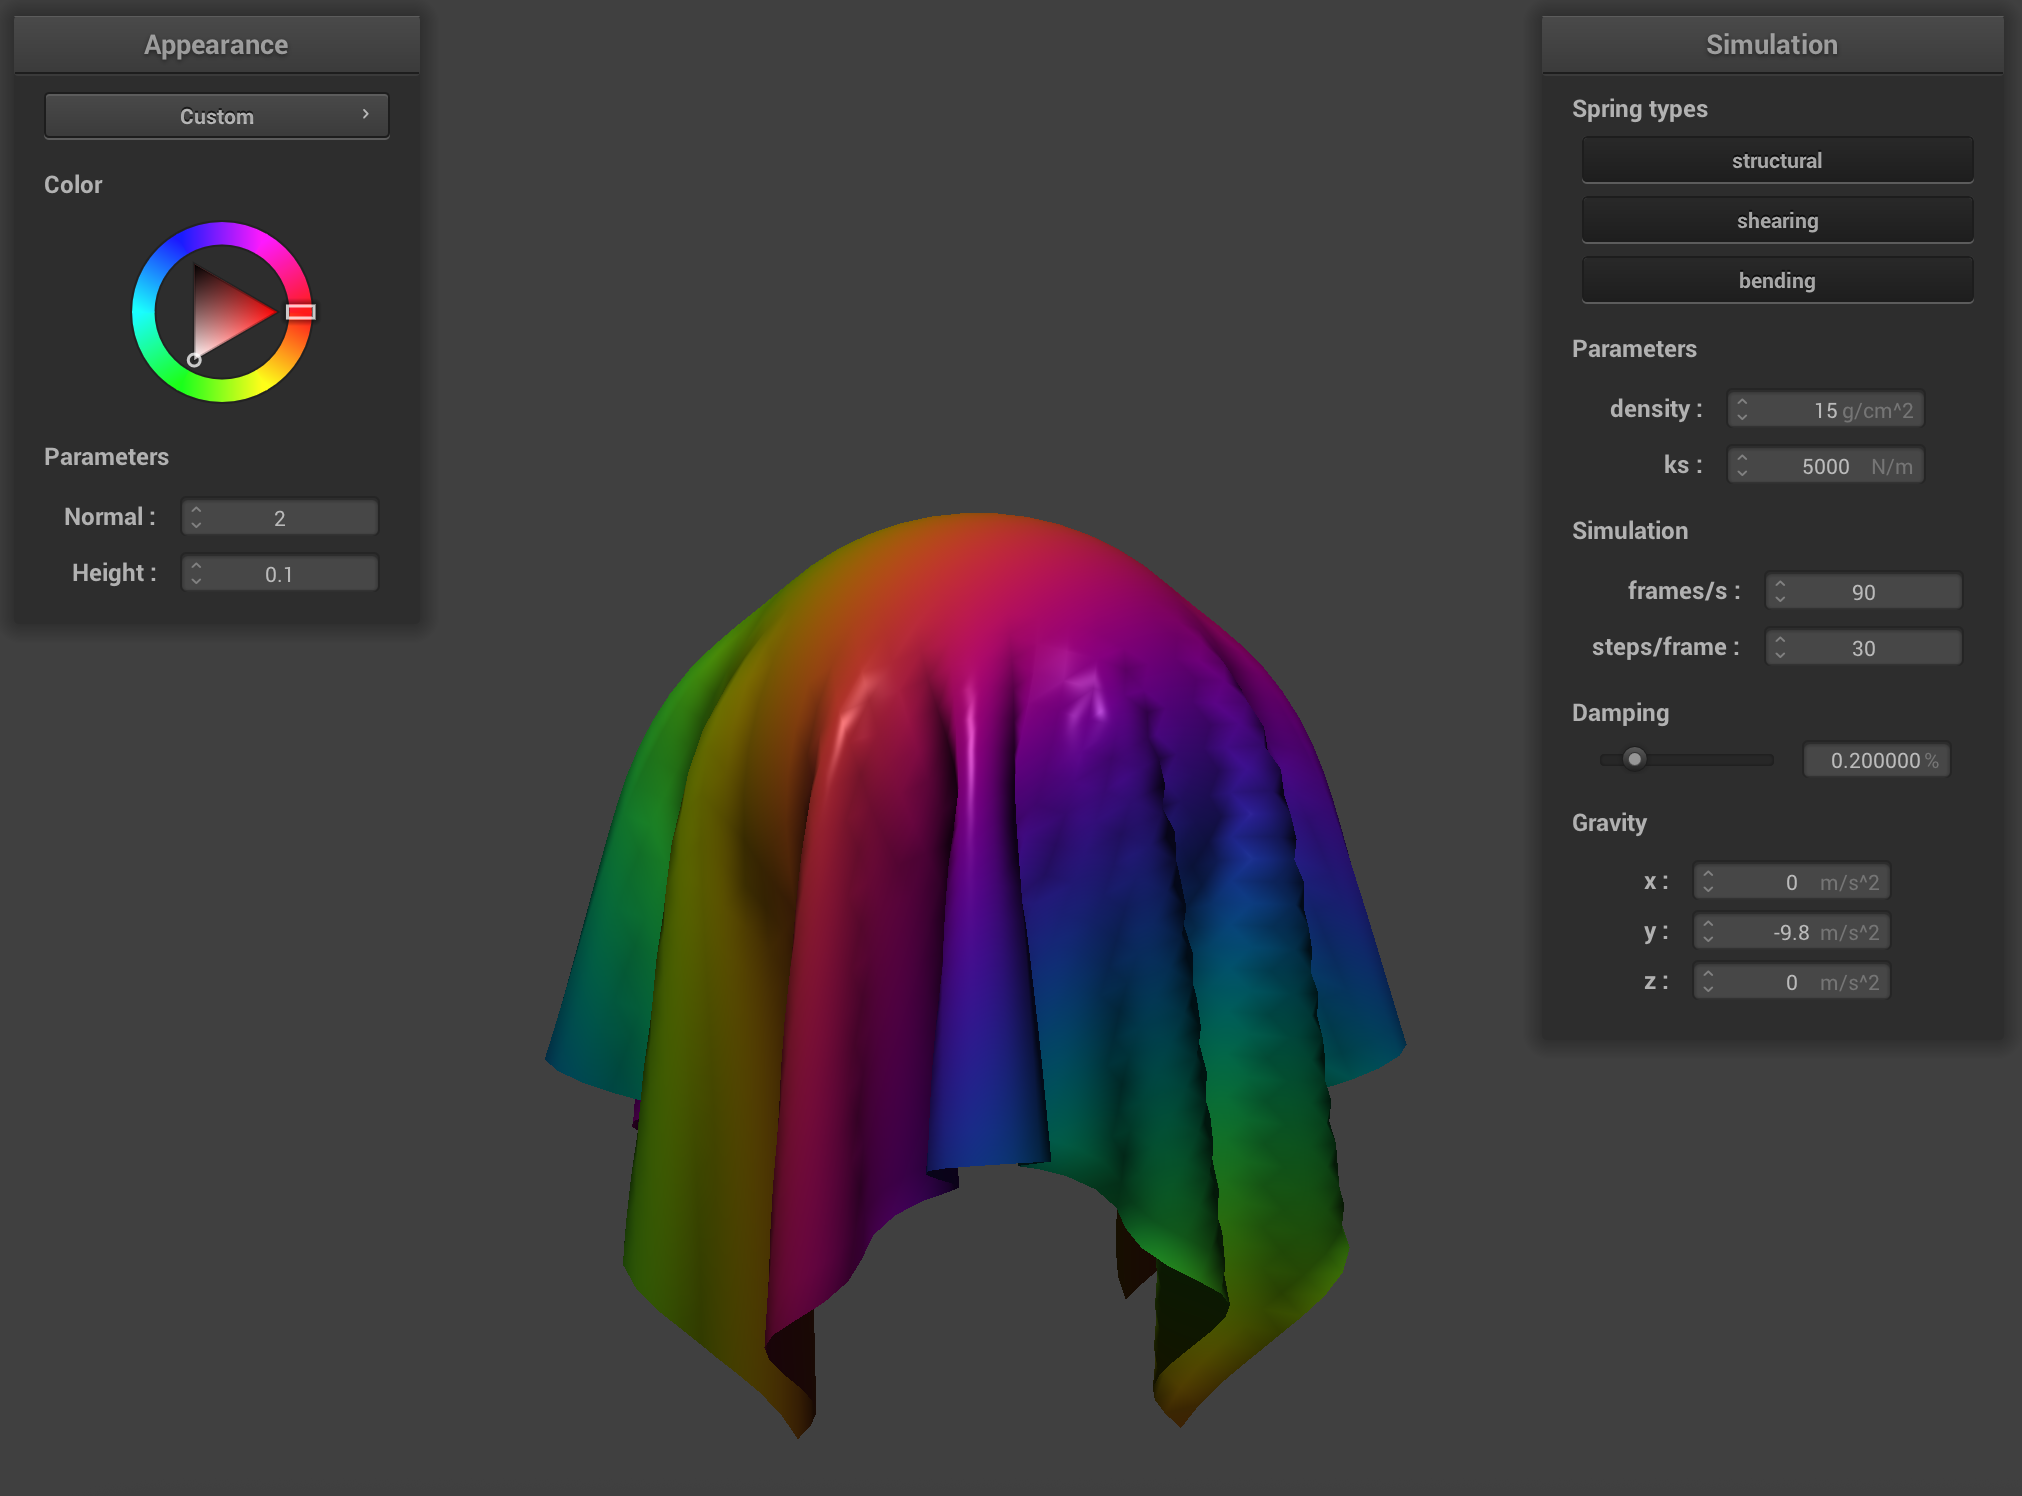 Appearance
Custom
Color
Parameters
Normal : 2
Height : 0.1
Simulation
Spring types
structural
shearing
bending
Parameters
density : 15 g/cm^2
ks : 5000 N/m
Simulation
frames/s : 90
steps/frame : 30
Damping
0.200000 %
Gravity
x : 0 m/s^2
y : -9.8 m/s^2
z : 0 m/s^2